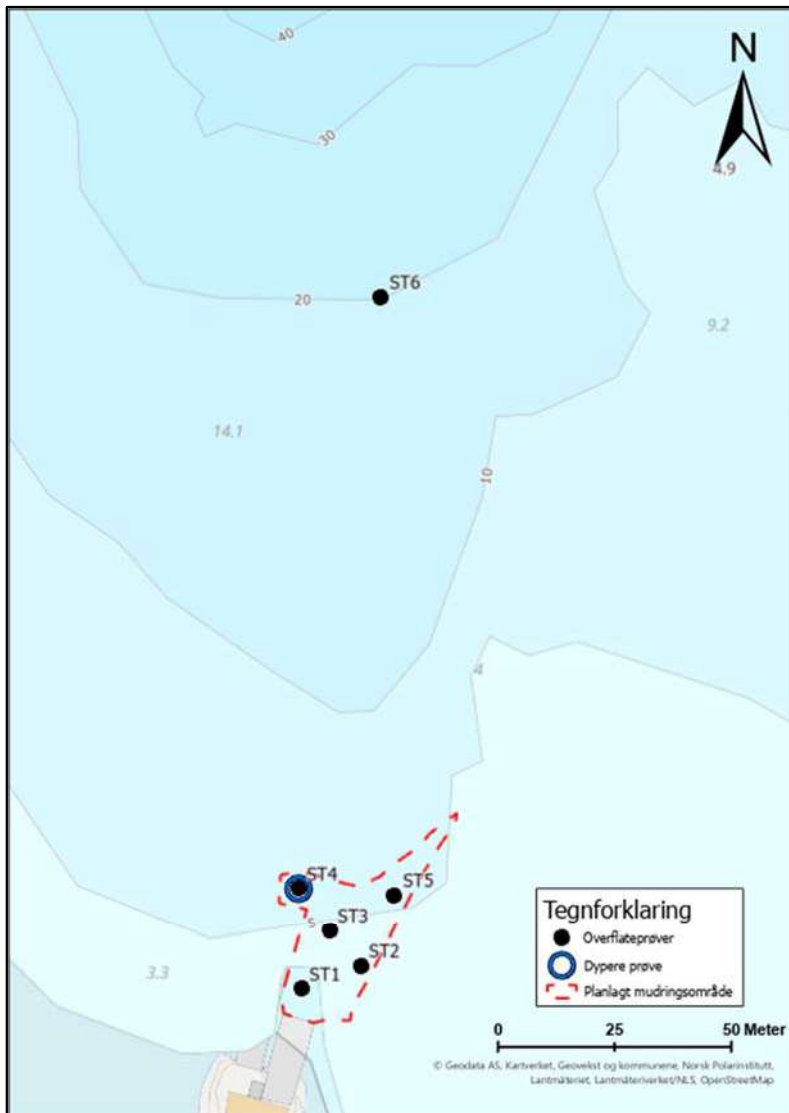 40
N
30
4.9
ST6
20
9.2
14.1
10
4
ST4
ST5
5
ST3
3.3
ST2
ST1
Tegnforklaring
Overflateprøver
Dypere prøve
Planlagt mudringsområde
0 25 50 Meter
© Geodata AS, Kartverket, Geovekst og kommunene, Norsk Polarinstitutt,
Lantmäteriet, Lantmäteriverket/NLS, OpenStreetMap